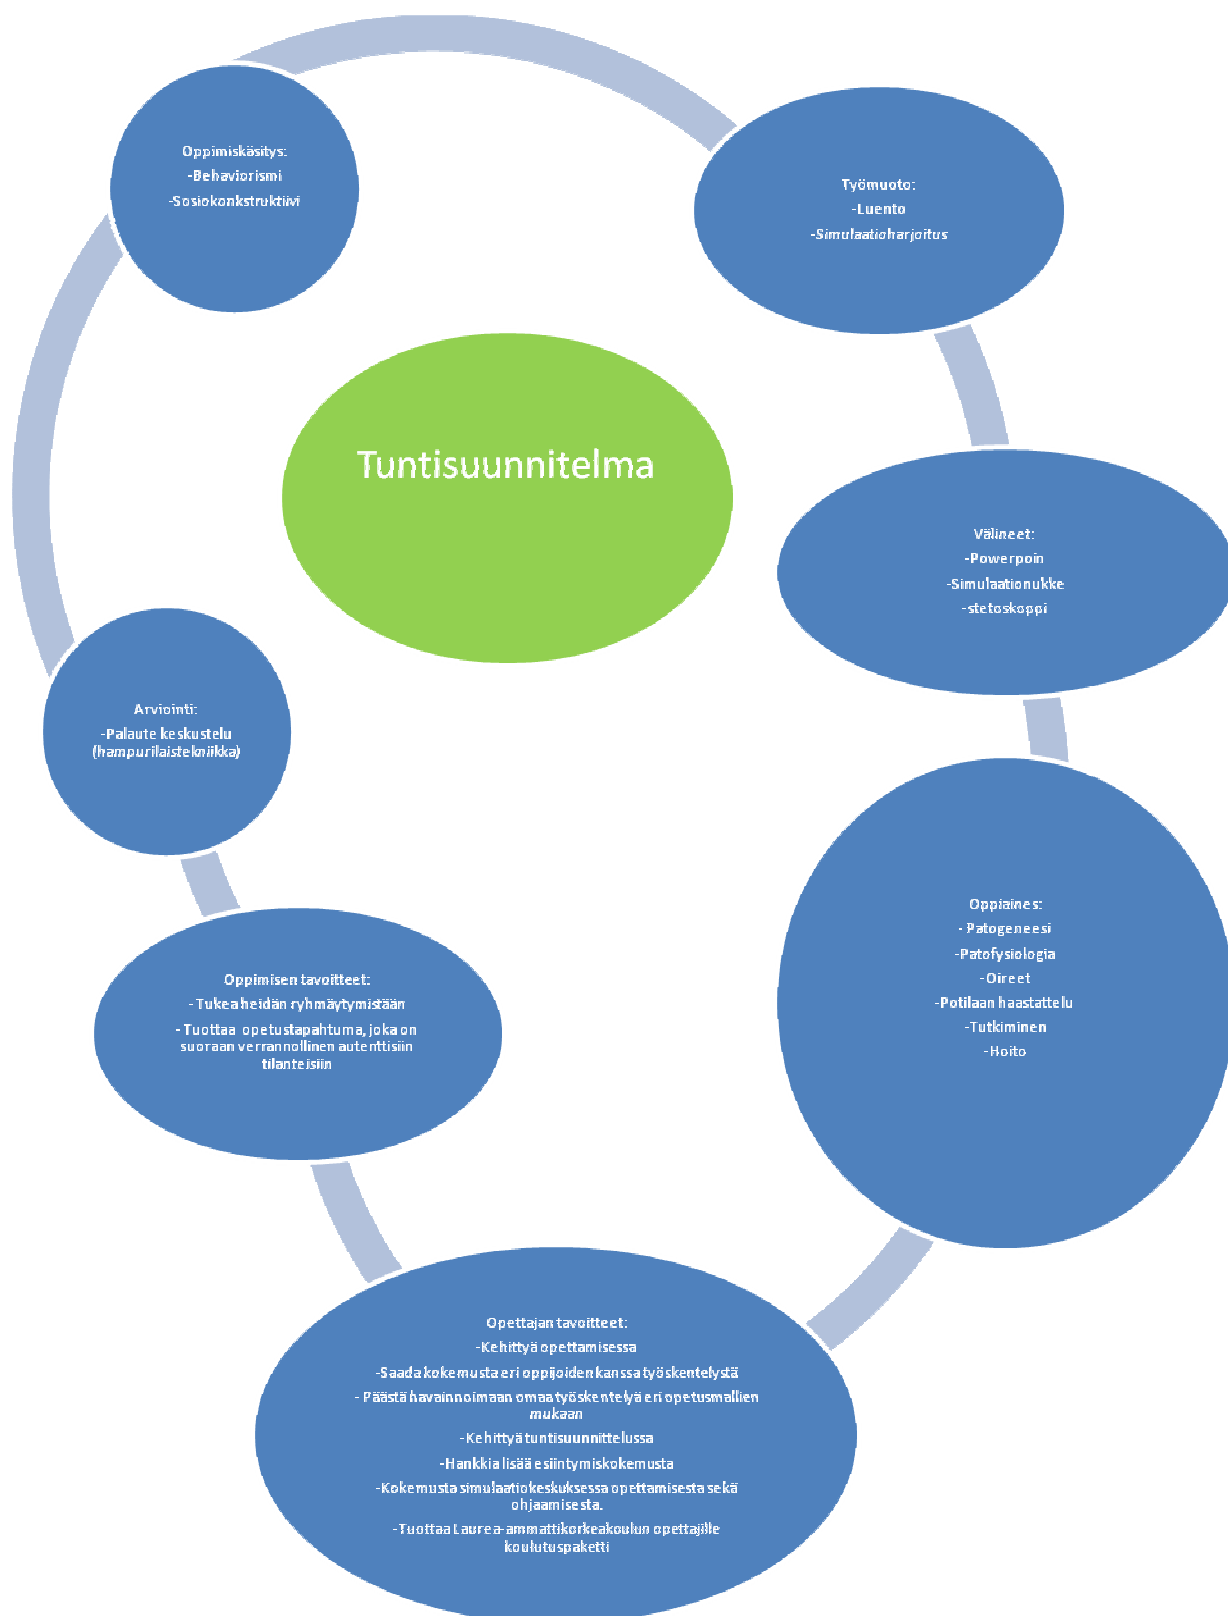 Oppimiskäsitys:
-Behaviorismi
-Sosiokonkstruktiivi
Työmuoto:
-Luento
-Simulaatioharjoitus
Tuntisuunnitelma
Välineet:
-Powerpoin
-Simulaationukke
-stetoskoppi
Arviointi:
-Palaute keskustelu
(hampurilaistekniikka)
Oppiaines:
- Patogeneesi
-Patofysiologia
-Oireet
-Potilaan haastattelu
-Tutkiminen
-Hoito
Oppimisen tavoitteet:
- Tukea heidän ryhmäytymistään
- Tuottaa opetustapahtuma, joka on
suoraan verrannollinen autenttisiin
tilanteisiin
Opettajan tavoitteet:
-Kehittyä opettamisessa
-Saada kokemusta eri oppijoiden kanssa työskentelystä
- Päästä havainnoimaan omaa työskentelyä eri opetusmallien
mukaan
-Kehittyä tuntisuunnittelussa
-Hankkia lisää esiintymiskokemusta
-Kokemusta simulaatiokeskuksessa opettamisesta sekä
ohjaamisesta.
-Tuottaa Laurea-ammattikorkeakoulun opettajille
koulutuspaketti